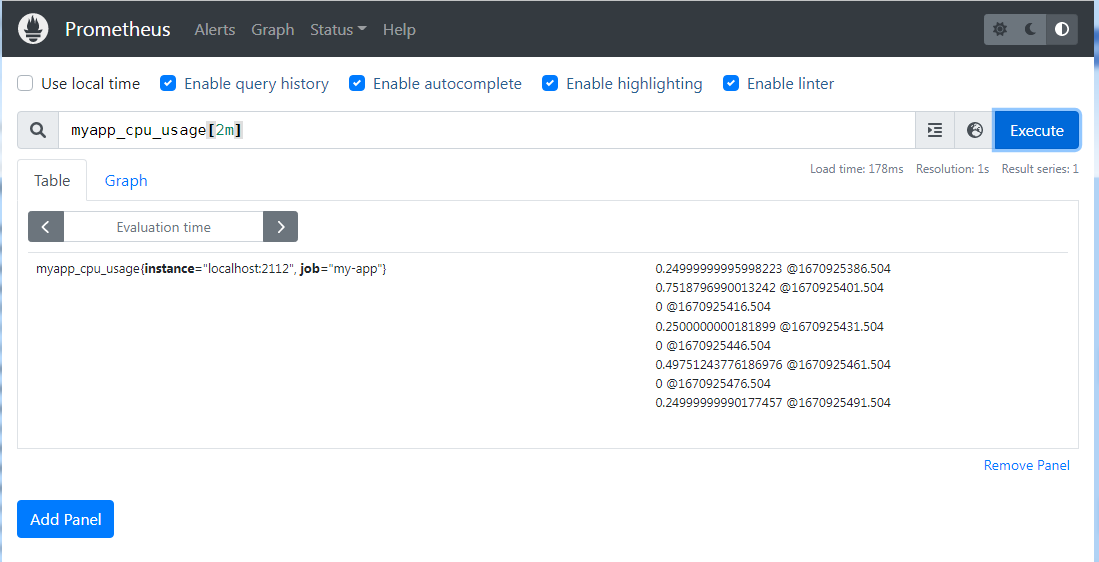 Prometheus Alerts Graph Status Help
Use local time Enable query history Enable autocomplete Enable highlighting Enable linter
myapp_cpu_usage[2m] Execute
Table Graph Load time: 178ms Resolution: 1s Result series: 1
Evaluation time
myapp_cpu_usage{instance="localhost:2112", job="my-app"} 0.24999999995998223 @1670925386.504
0.7518796990013242 @1670925401.504
0 @1670925416.504
0.2500000000181899 @1670925431.504
0 @1670925446.504
0.49751243776186976 @1670925461.504
0 @1670925476.504
0.24999999990177457 @1670925491.504
Remove Panel
Add Panel